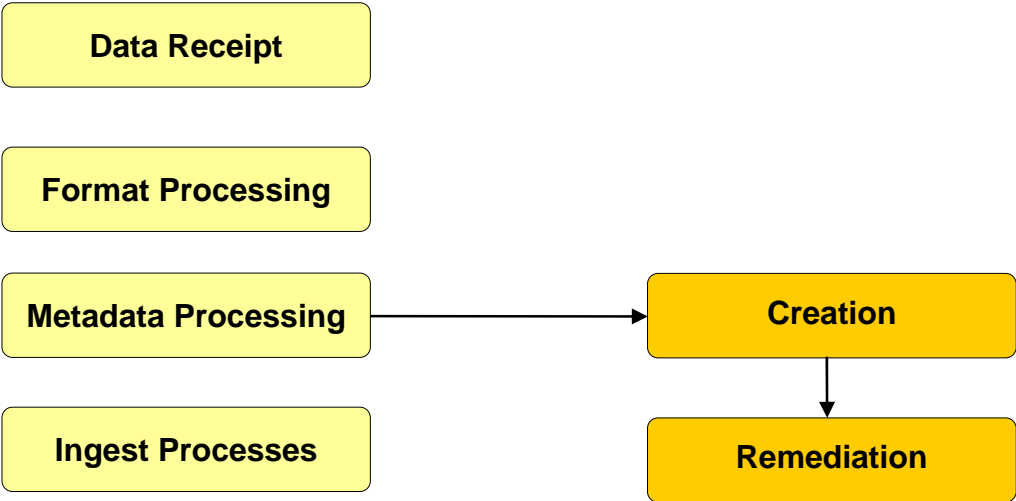 Data Receipt
Format Processing
Metadata Processing
Creation
Ingest Processes
Remediation